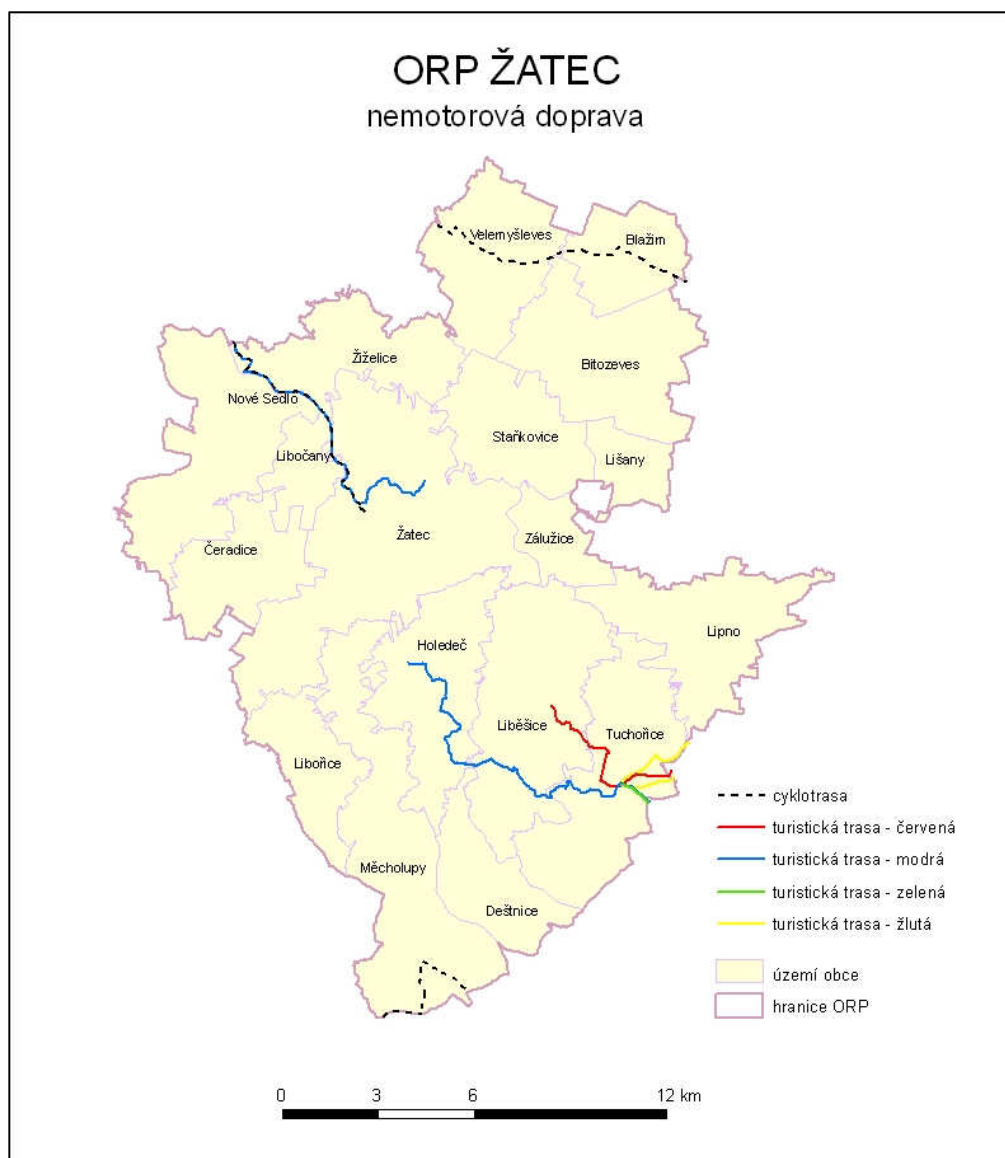 ORP ŽATEC
nemotorová doprava
Velemyšleves
Blažim
Žiželice
Bitozeves
Nové Sedlo
Staňkovice
Libočany
Lišany
Žatec
Zálužice
Čeradice
Lipno
Holedeč
Liběšice
Tuchořice
Libořice
Měcholupy
Deštnice
cyklotrasa
turistická trasa - červená
turistická trasa - modrá
turistická trasa - zelená
turistická trasa - žlutá
území obce
hranice ORP
0 3 6 12 km